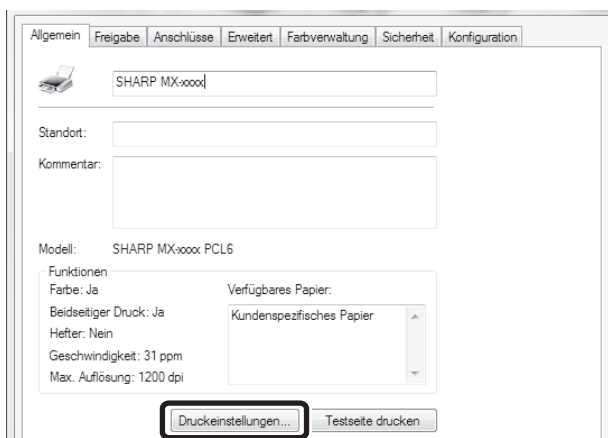 Allgemein Freigabe Anschlüsse Erweitert Farbverwaltung Sicherheit Konfiguration
SHARP MX-xxxx
Standort:
Kommentar:
Modell: SHARP MX-xxxx PCL6
Funktionen
Farbe: Ja Verfügbares Papier:
Beidseitiger Druck: Ja Kundenspezifisches Papier
Hefter: Nein
Geschwindigkeit: 31 ppm
Max. Auflösung: 1200 dpi
Druckeinstellungen... Testseite drucken